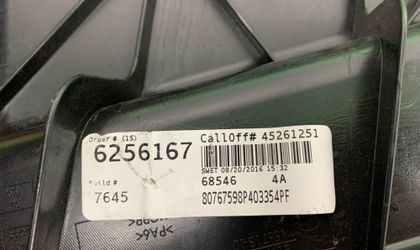 Order # (1S)
6256167
CallOff# 45261251
SWET 08/20/2016 15:32
Build #
7645
68546 4A
80767598P403354PF
>PA6<